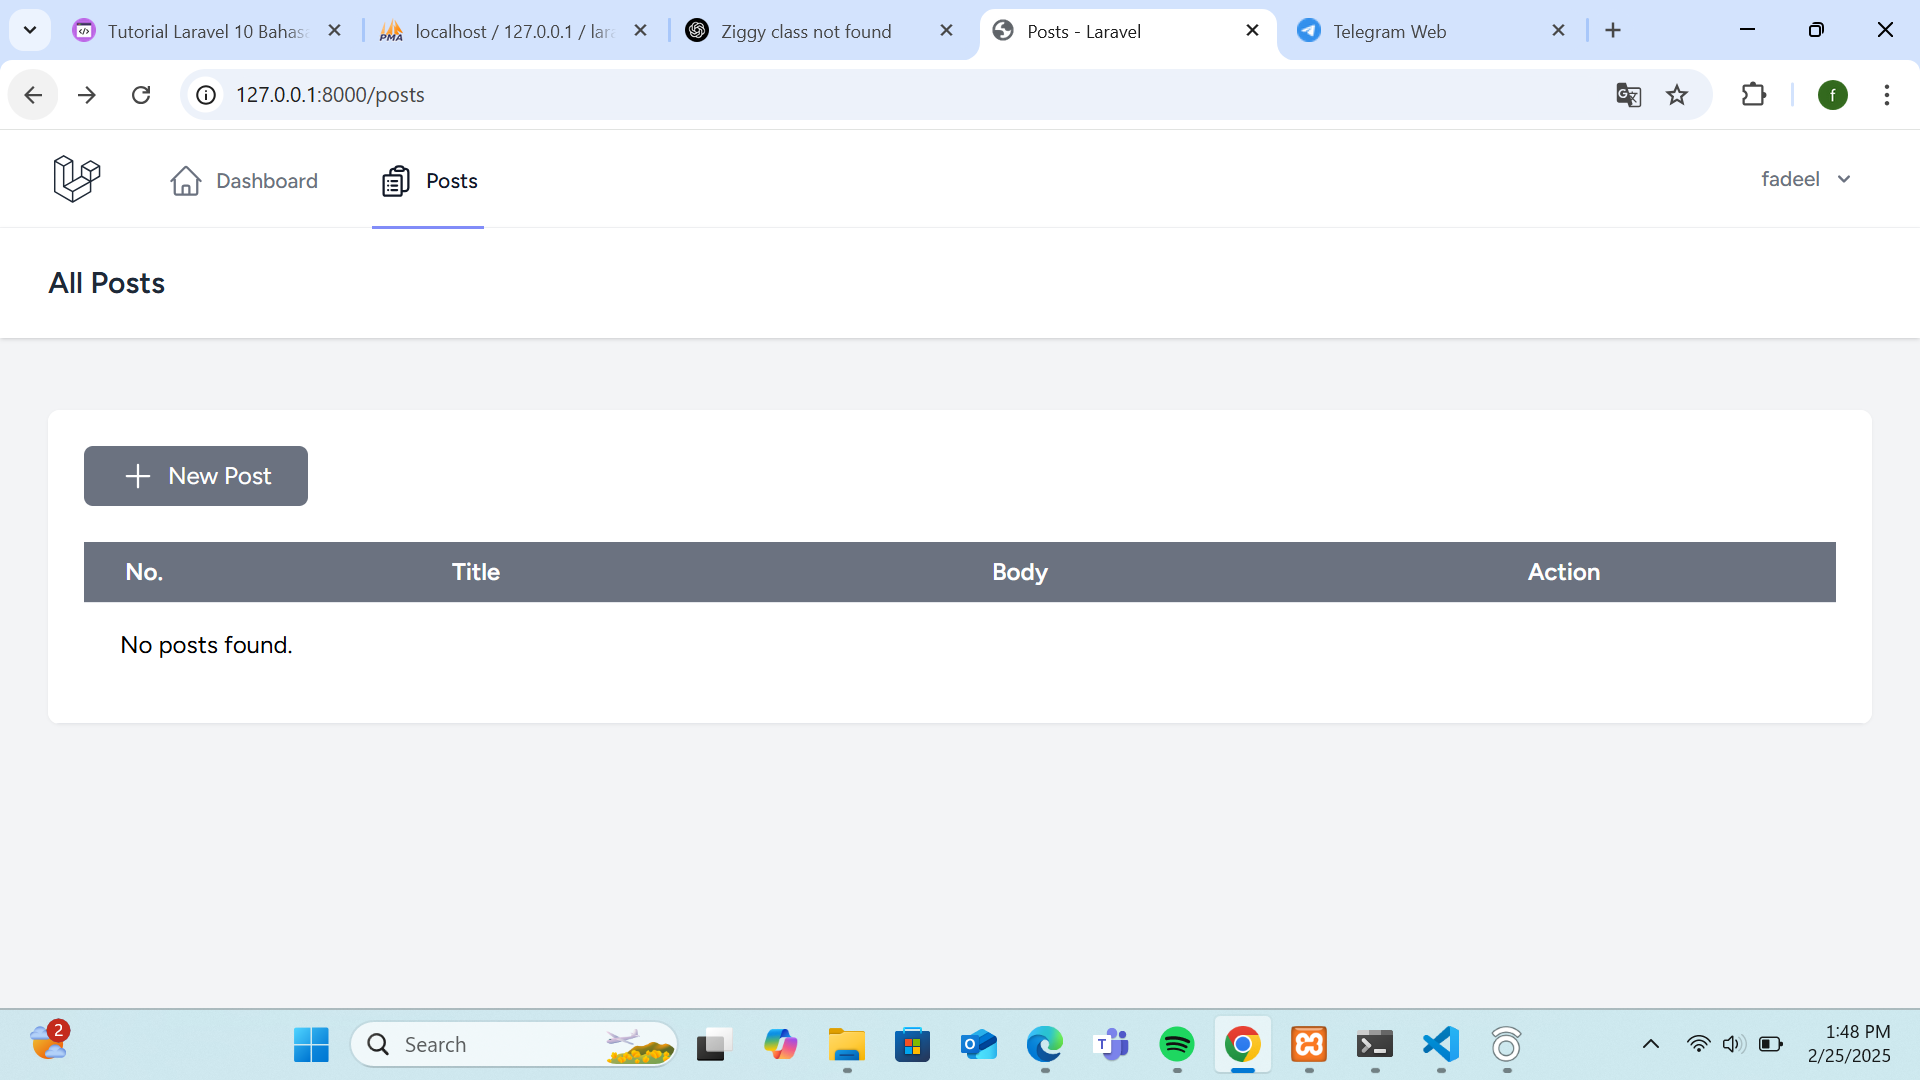 Tutorial Laravel 10 Bahasa
localhost / 127.0.0.1 / lara
Ziggy class not found
Posts - Laravel
Telegram Web
127.0.0.1:8000/posts
f
Dashboard
Posts
fadeel
All Posts
New Post
No. Title Body Action
No posts found.
2
Search
1:48 PM
2/25/2025